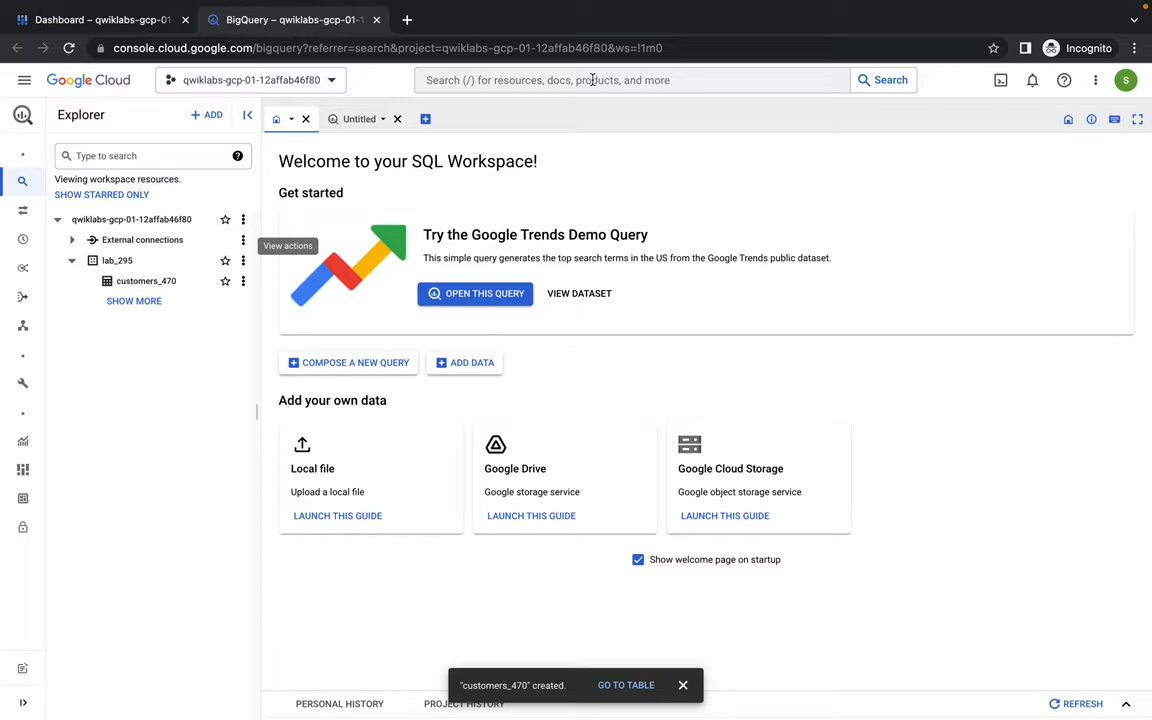 Dashboard – qwiklabs-gcp-01-
BigQuery – qwiklabs-gcp-01-1
console.cloud.google.com/bigquery?referrer=search&project=qwiklabs-gcp-01-12affab46f80&ws=!1m0
Incognito
Google Cloud
qwiklabs-gcp-01-12affab46f80
Search (/) for resources, docs, products, and more
Search
S
Explorer
+ ADD
Untitled
Type to search
Viewing workspace resources.
SHOW STARRED ONLY
qwiklabs-gcp-01-12affab46f80
External connections
View actions
lab_295
customers_470
SHOW MORE
Welcome to your SQL Workspace!
Get started
Try the Google Trends Demo Query
This simple query generates the top search terms in the US from the Google Trends public dataset.
OPEN THIS QUERY
VIEW DATASET
COMPOSE A NEW QUERY
ADD DATA
Add your own data
Local file
Upload a local file
LAUNCH THIS GUIDE
Google Drive
Google storage service
LAUNCH THIS GUIDE
Google Cloud Storage
Google object storage service
LAUNCH THIS GUIDE
Show welcome page on startup
"customers_470" created.
GO TO TABLE
PERSONAL HISTORY
PROJECT HISTORY
REFRESH